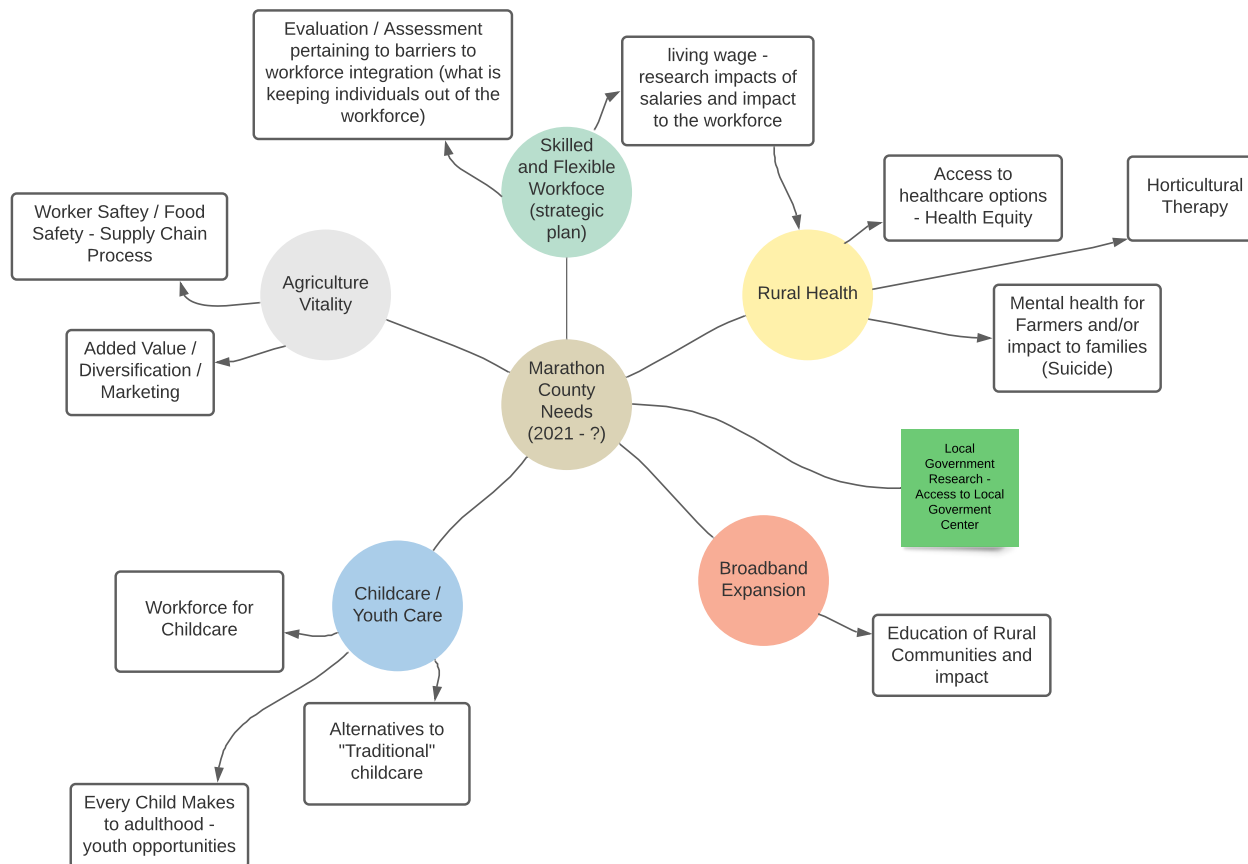 Evaluation / Assessment
pertaining to barriers to
workforce integration (what is
keeping individuals out of the
workforce)
living wage -
research impacts of
salaries and impact
to the workforce
Skilled
and Flexible
Workfoce
(strategic
plan)
Access to
healthcare options
- Health Equity
Horticultural
Therapy
Worker Saftey / Food
Safety - Supply Chain
Process
Agriculture
Vitality
Rural Health
Mental health for
Farmers and/or
impact to families
(Suicide)
Added Value /
Diversification /
Marketing
Marathon
County
Needs
(2021 - ?)
Local
Government
Research -
Access to Local
Goverment
Center
Broadband
Expansion
Childcare /
Youth Care
Workforce for
Childcare
Education of Rural
Communities and
impact
Alternatives to
"Traditional"
childcare
Every Child Makes
to adulthood -
youth opportunities